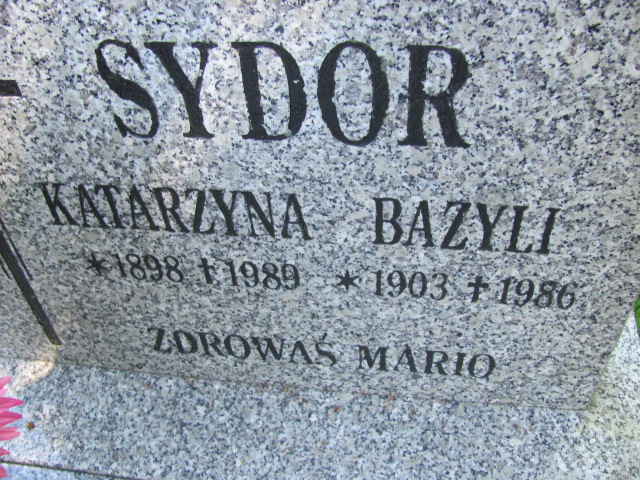 SYDOR
KATARZYNA BAZYLI
*1898 †1989 *1903 †1986
ZDROWAŚ MARIO